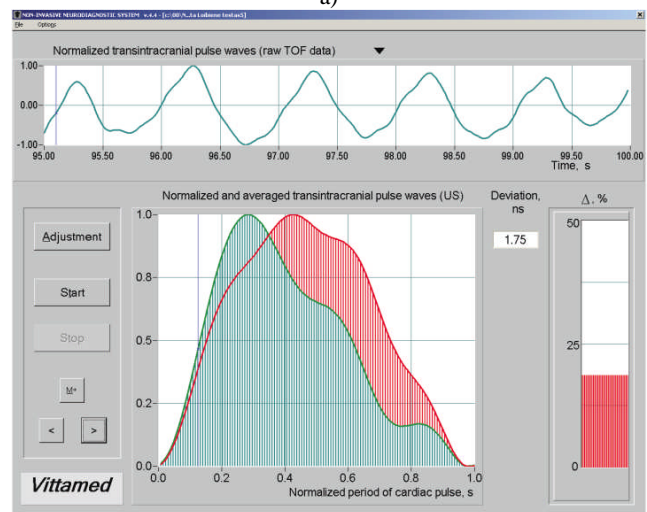 a)
NON-INVASIVE NEURODIAGNOSTIC SYSTEM v.4.4
File Options
Normalized transintracranial pulse waves (raw TOF data)
1.00
0.00
-1.00
95.00 95.50 96.00 96.50 97.00 97.50 98.00 98.50 99.00 99.50 100.00
Time, s
Normalized and averaged transintracranial pulse waves (US)
Deviation, ns
1.75
Δ, %
50
25
0
Adjustment
Start
Stop
M+
< >
Vittamed
1.0
0.8
0.5
0.2
0.0
0.0 0.2 0.4 0.6 0.8 1.0
Normalized period of cardiac pulse, s